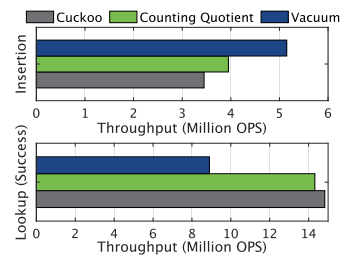 Cuckoo Counting Quotient Vacuum
Insertion
0 1 2 3 4 5 6
Throughput (Million OPS)
Lookup (Success)
0 2 4 6 8 10 12 14
Throughput (Million OPS)